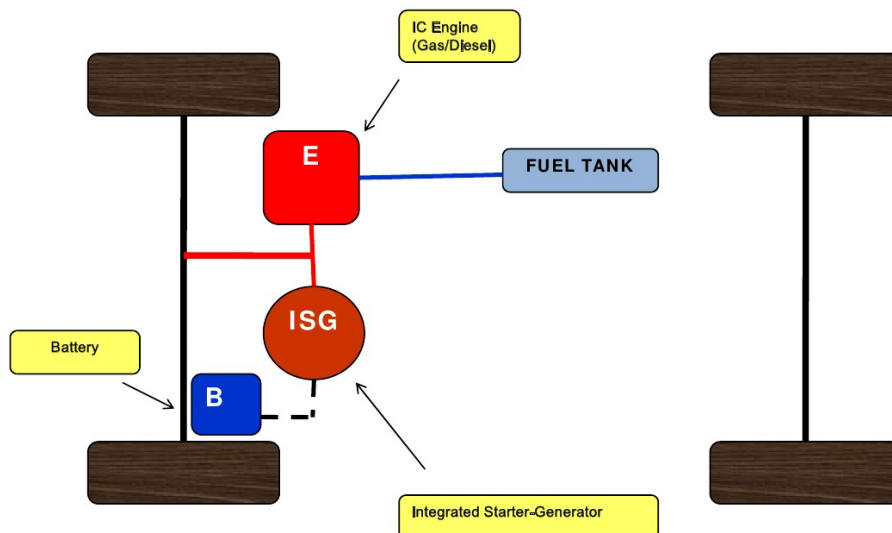 IC Engine
(Gas/Diesel)
E
FUEL TANK
ISG
Battery
B
Integrated Starter-Generator